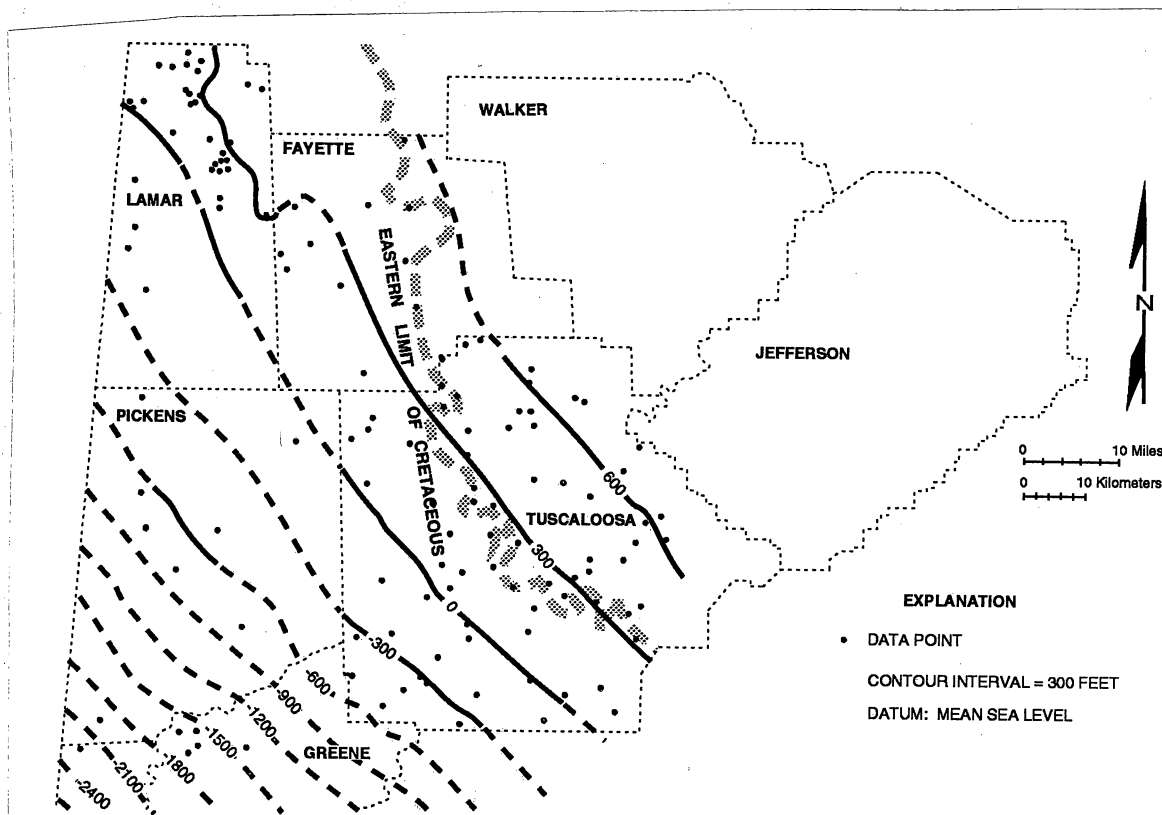 WALKER
FAYETTE
LAMAR
EASTERN LIMIT
OF CRETACEOUS
N
JEFFERSON
PICKENS
10 Miles
10 Kilometers
600
TUSCALOOSA
300
0
-300
-600
-900
-1200
-1500
-1800
-2100
-2400
GREENE
EXPLANATION
DATA POINT
CONTOUR INTERVAL = 300 FEET
DATUM: MEAN SEA LEVEL
0
0